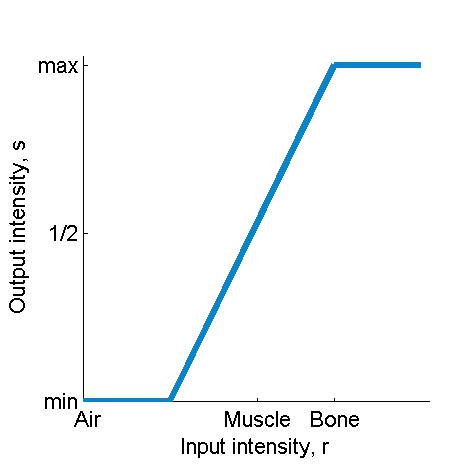 max
Output intensity, s
1/2
min
Air Muscle Bone
Input intensity, r